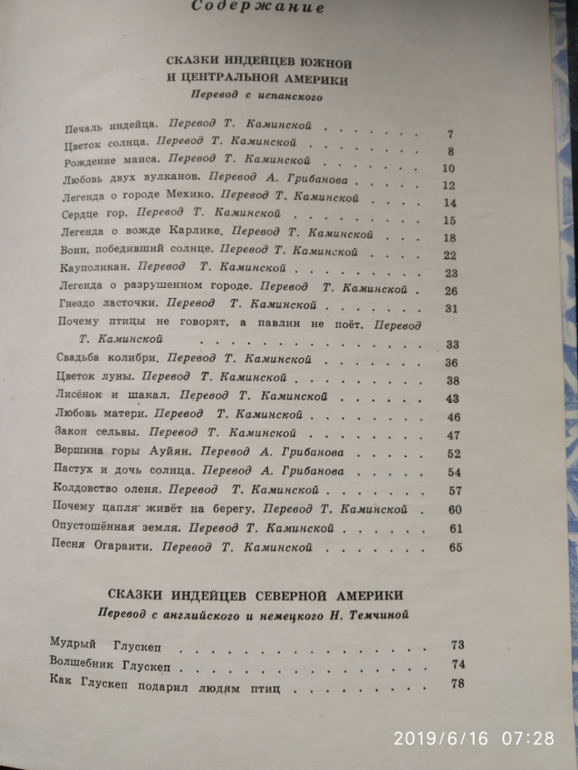 Содержание
СКАЗКИ ИНДЕЙЦЕВ ЮЖНОЙ
И ЦЕНТРАЛЬНОЙ АМЕРИКИ
Перевод с испанского
Печаль индейца. Перевод Т. Каминской . . . . . . . 7
Цветок солнца. Перевод Т. Каминской . . . . . . . 8
Рождение маиса. Перевод Т. Каминской . . . . . . 10
Любовь двух вулканов. Перевод А. Грибанова . . . . . 12
Легенда о городе Мехико. Перевод Т. Каминской . . . . 14
Сердце гор. Перевод Т. Каминской . . . . . . . . 15
Легенда о вожде Карлике. Перевод Т. Каминской . . . 18
Воин, победивший солнце. Перевод Т. Каминской . . . . 22
Кауполикан. Перевод Т. Каминской . . . . . . . . 23
Легенда о разрушенном городе. Перевод Т. Каминской . 26
Гнездо ласточки. Перевод Т. Каминской . . . . . . 31
Почему птицы не говорят, а павлин не поёт. Перевод
Т. Каминской . . . . . . . . . . . . . 33
Свадьба колибри. Перевод Т. Каминской . . . . . . 36
Цветок луны. Перевод Т. Каминской . . . . . . . 38
Лисёнок и шакал. Перевод Т. Каминской . . . . . . 43
Любовь матери. Перевод Т. Каминской . . . . . . . 46
Закон сельвы. Перевод Т. Каминской . . . . . . . 47
Вершина горы Ауйян. Перевод А. Грибанова . . . . . 52
Пастух и дочь солнца. Перевод А. Грибанова . . . . . 54
Колдовство оленя. Перевод Т. Каминской . . . . . . 57
Почему цапля живёт на берегу. Перевод Т. Каминской . 60
Опустошённая земля. Перевод Т. Каминской . . . . . 61
Песня Огараити. Перевод Т. Каминской . . . . . . 65
СКАЗКИ ИНДЕЙЦЕВ СЕВЕРНОЙ АМЕРИКИ
Перевод с английского и немецкого Н. Темчиной
Мудрый Глускеп . . . . . . . . . . . . . . 73
Волшебник Глускеп . . . . . . . . . . . . . . 74
Как Глускеп подарил людям птиц . . . . . . . . . 78
2019/6/16 07:28